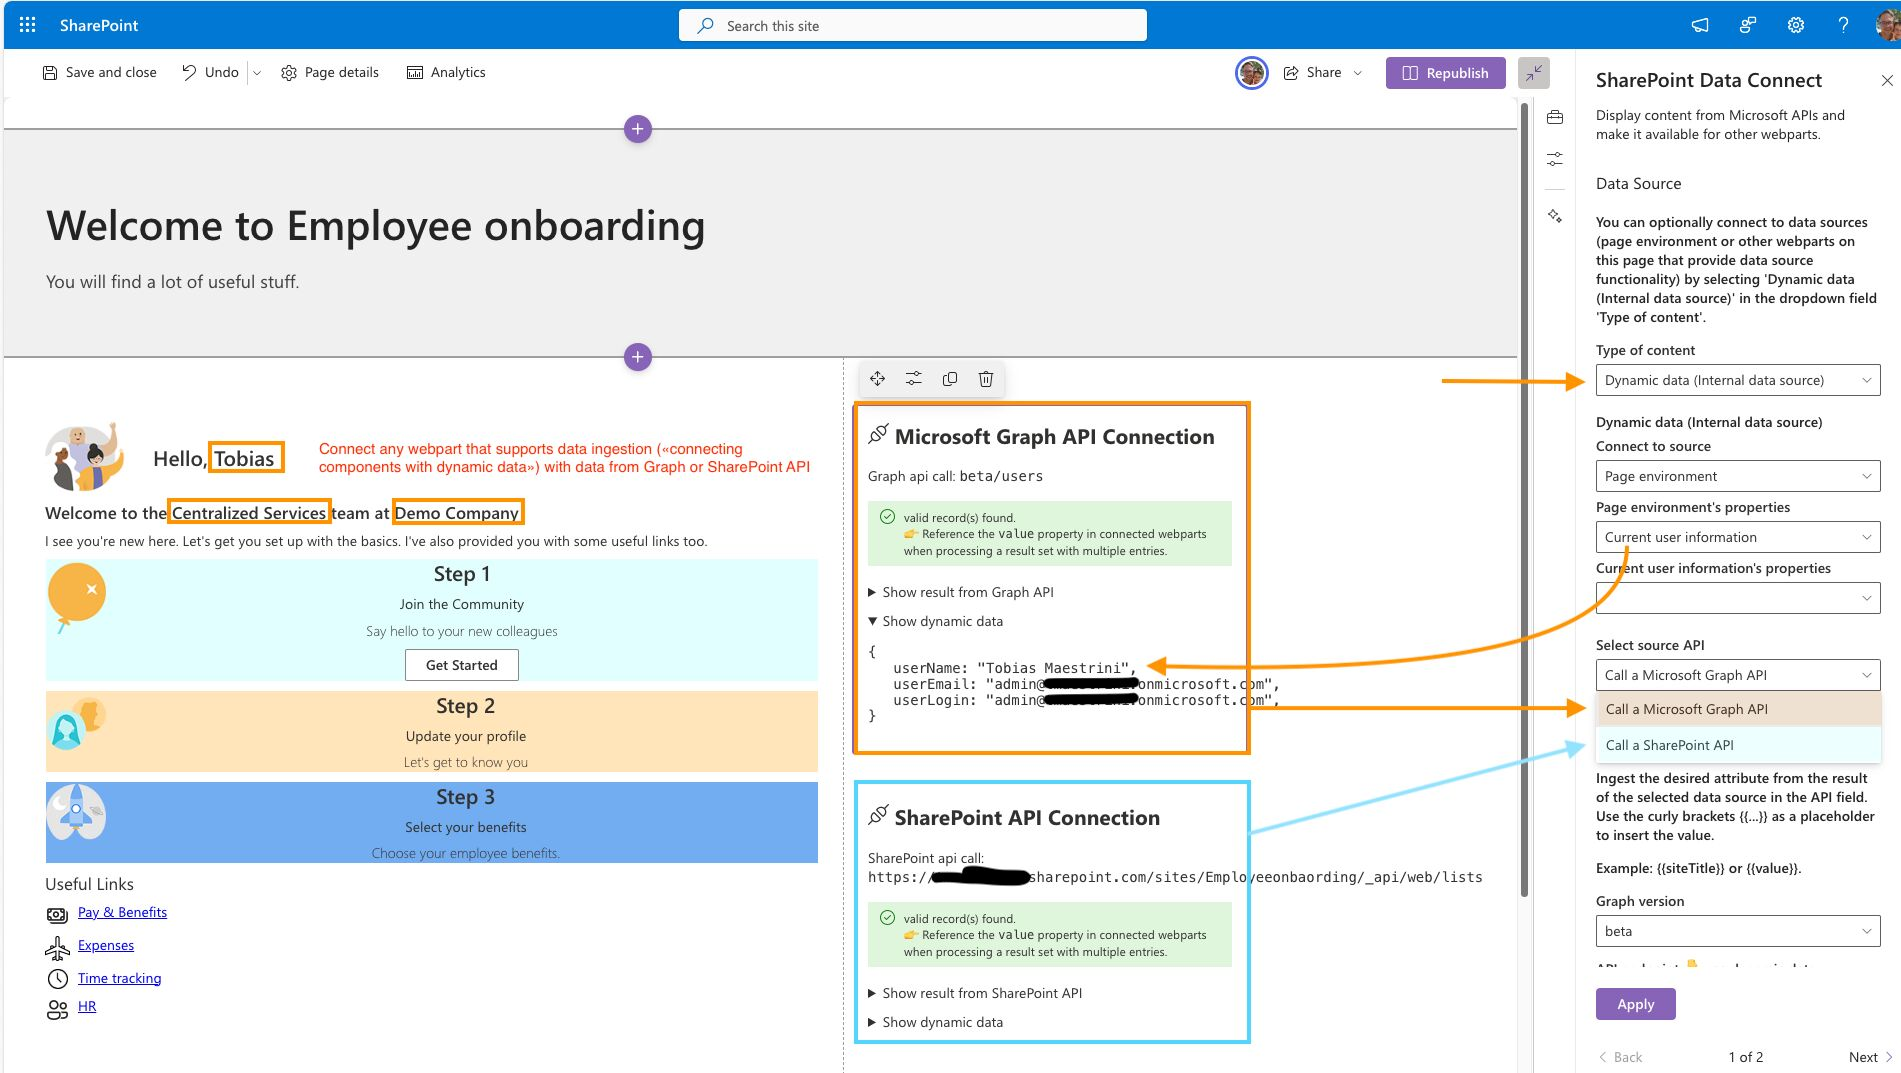 SharePoint
Search this site
Save and close
Undo
Page details
Analytics
Share
Republish
Welcome to Employee onboarding
You will find a lot of useful stuff.
Hello, Tobias
Connect any webpart that supports data ingestion («connecting
components with dynamic data») with data from Graph or SharePoint API
Welcome to the Centralized Services team at Demo Company
I see you're new here. Let's get you set up with the basics. I've also provided you with some useful links too.
Step 1
Join the Community
Say hello to your new colleagues
Get Started
Step 2
Update your profile
Let's get to know you
Step 3
Select your benefits
Choose your employee benefits.
Useful Links
Pay & Benefits
Expenses
Time tracking
HR
Microsoft Graph API Connection
Graph api call: beta/users
valid record(s) found.
👉 Reference the value property in connected webparts
when processing a result set with multiple entries.
Show result from Graph API
Show dynamic data
{
userName: "Tobias Maestrini",
userEmail: "admin@ onmicrosoft.com",
userLogin: "admin@ onmicrosoft.com",
}
SharePoint API Connection
SharePoint api call:
https:// sharepoint.com/sites/Employeeonbaording/_api/web/lists
valid record(s) found.
👉 Reference the value property in connected webparts
when processing a result set with multiple entries.
Show result from SharePoint API
Show dynamic data
SharePoint Data Connect
Display content from Microsoft APIs and
make it available for other webparts.
Data Source
You can optionally connect to data sources
(page environment or other webparts on
this page that provide data source
functionality) by selecting 'Dynamic data
(Internal data source)' in the dropdown field
'Type of content'.
Type of content
Dynamic data (Internal data source)
Dynamic data (Internal data source)
Connect to source
Page environment
Page environment's properties
Current user information
Current user information's properties
Select source API
Call a Microsoft Graph API
Call a Microsoft Graph API
Call a SharePoint API
Ingest the desired attribute from the result
of the selected data source in the API field.
Use the curly brackets {{...}} as a placeholder
to insert the value.
Example: {{siteTitle}} or {{value}}.
Graph version
beta
Apply
Back
1 of 2
Next